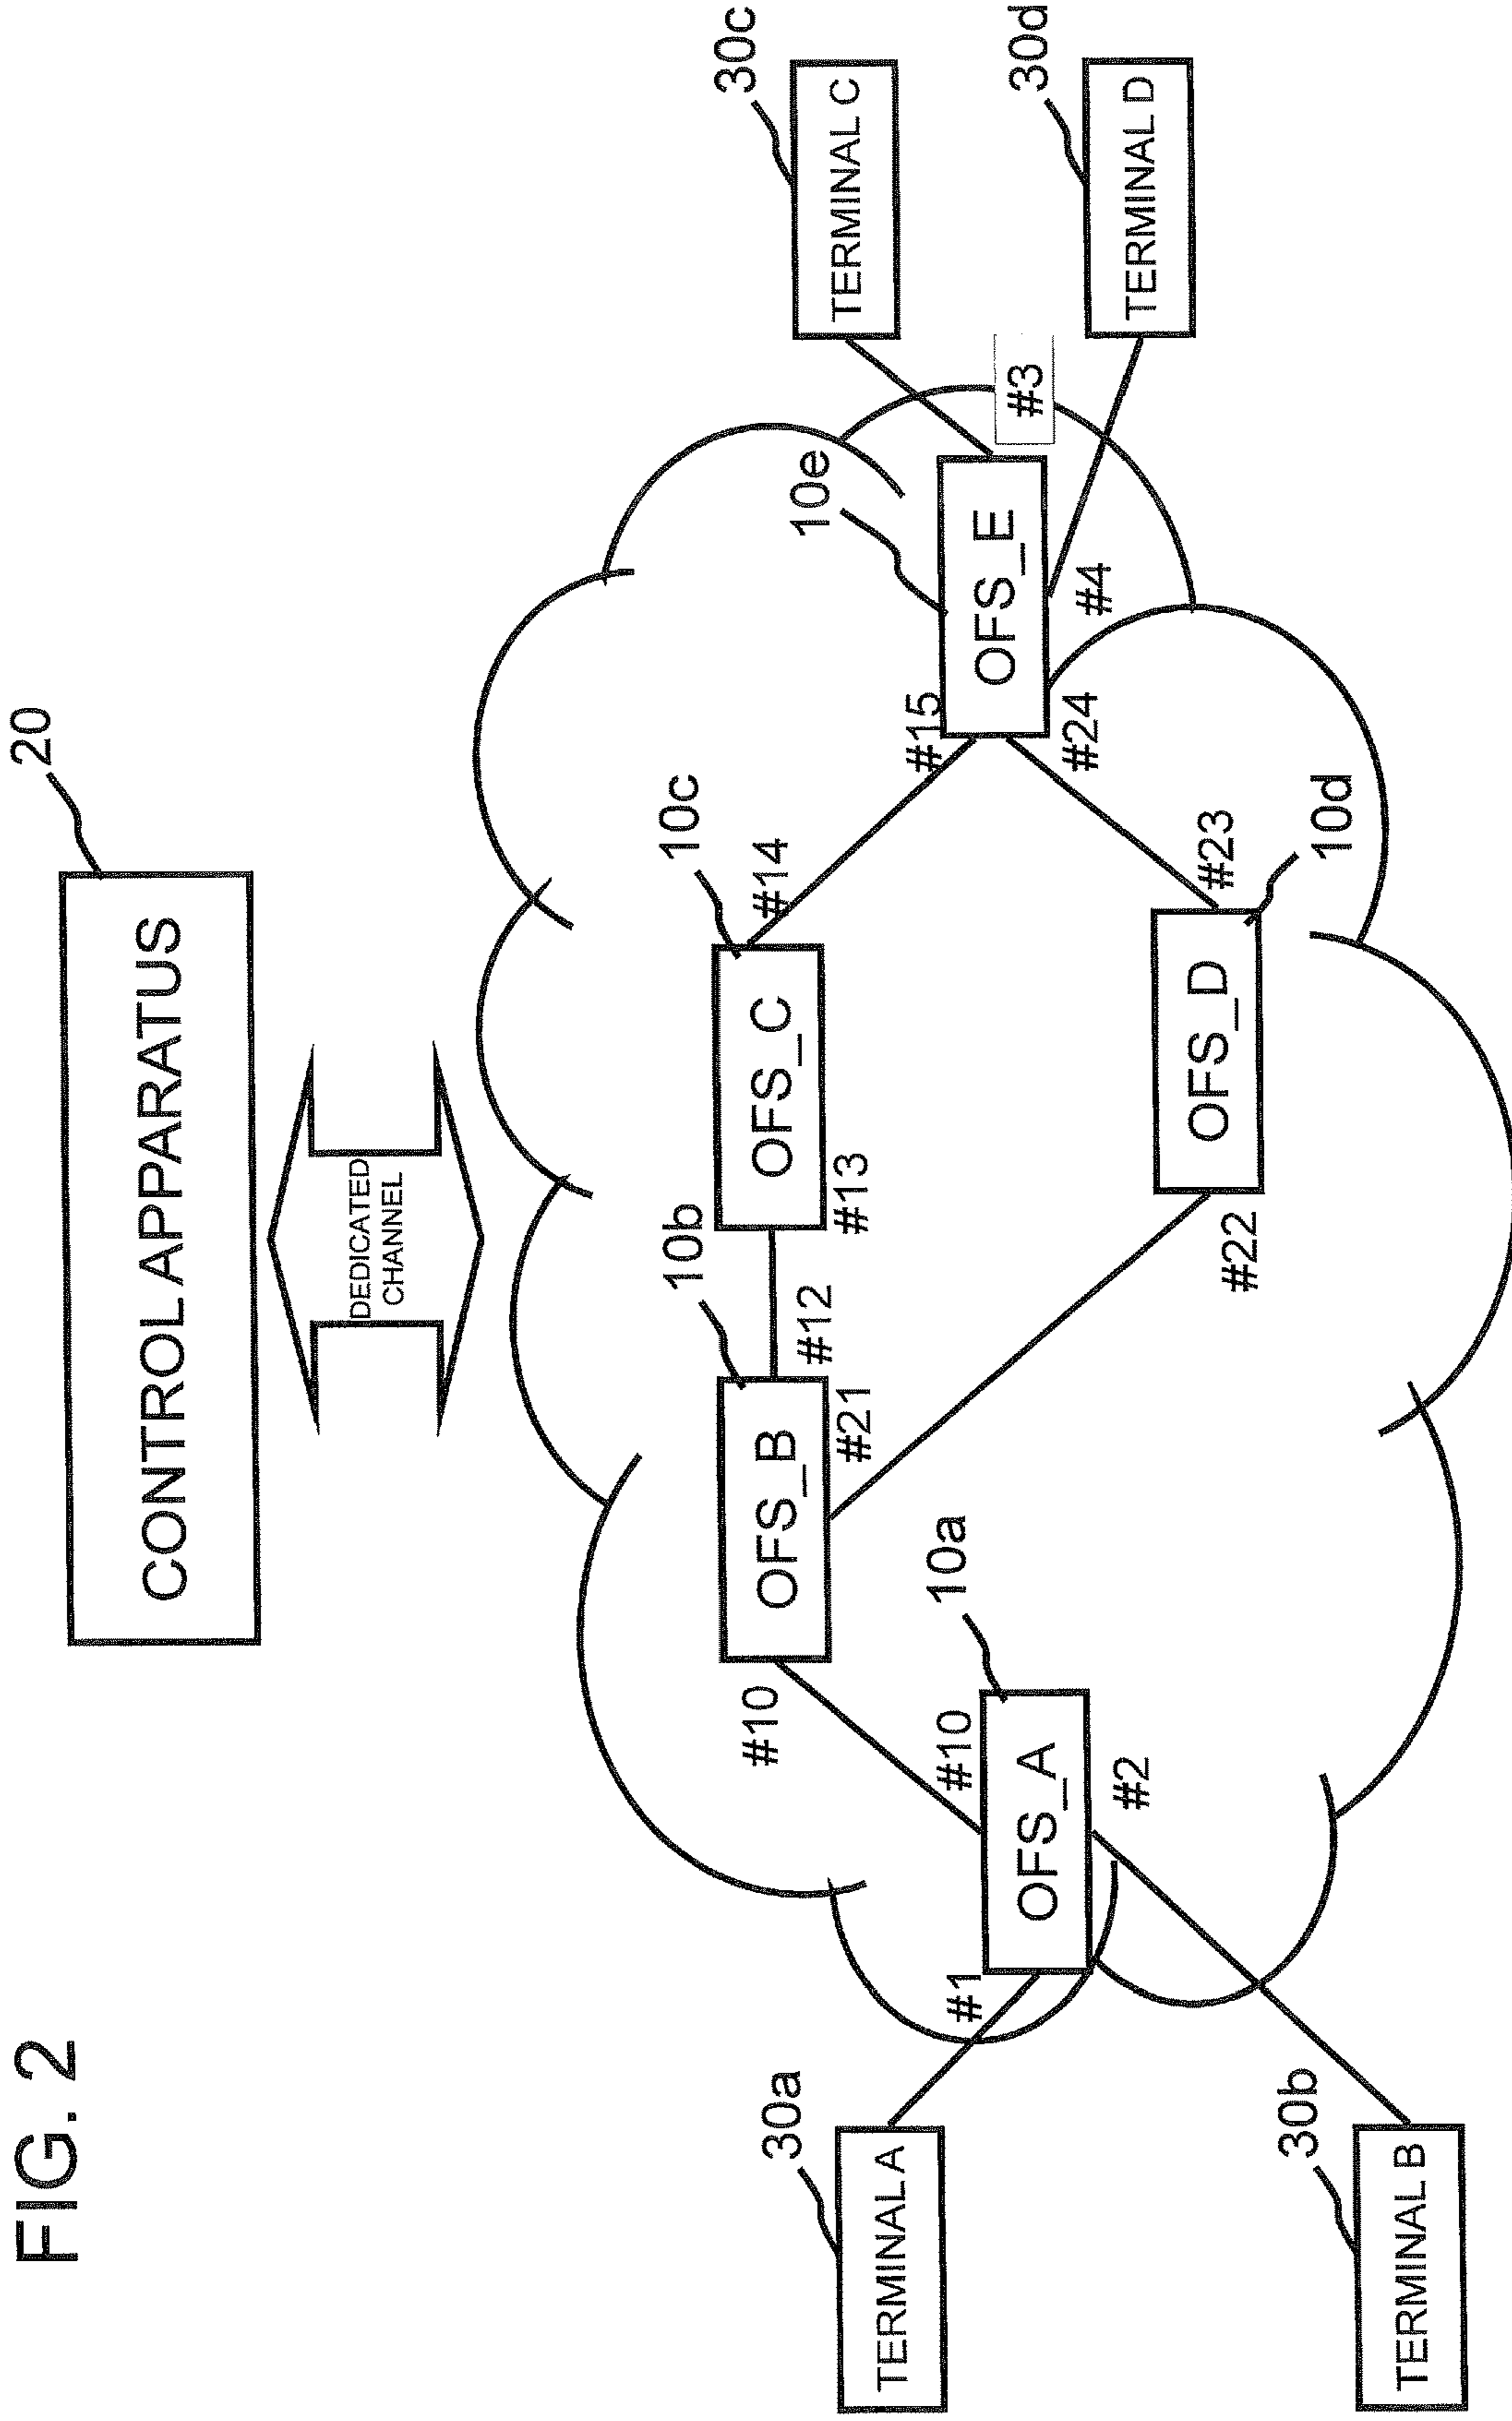 FIG. 2
CONTROL APPARATUS
20
DEDICATED
CHANNEL
10b
10c
#10
OFS_B
#12
OFS_C
#14
#21
#13
30a
30c
TERMINAL A
TERMINAL C
10e
#1
#10
10a
#15
OFS_A
OFS_E
#3
#2
#24
#4
30d
TERMINAL D
OFS_D
#22
#23
30b
10d
TERMINAL B